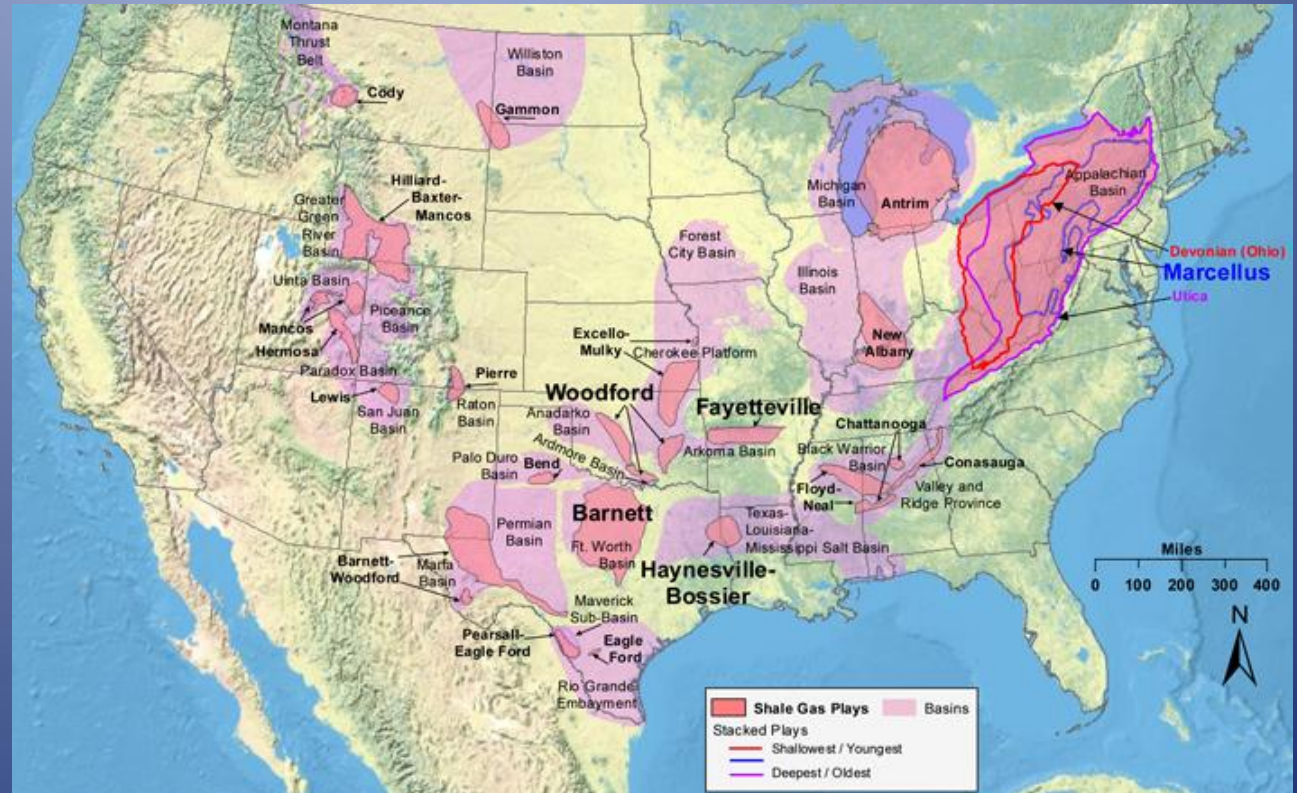 Montana
Thrust
Belt
Cody
Williston
Basin
Gammon
Hilliard-
Baxter-
Mancos
Greater
Green
River
Basin
Uinta Basin
Mancos
Piceance
Basin
Hermosa
Paradox Basin
Lewis
San Juan
Basin
Pierre
Raton
Basin
Michigan
Basin
Antrim
Appalachian
Basin
Devonian (Ohio)
Marcellus
Utica
Forest
City Basin
Illinois
Basin
New
Albany
Excello-
Mulky
Cherokee Platform
Woodford
Anadarko
Basin
Ardmore Basin
Fayetteville
Arkoma Basin
Palo Duro
Basin
Bend
Chattanooga
Black Warrior
Basin
Conasauga
Floyd-
Neal
Valley and
Ridge Province
Permian
Basin
Barnett
Ft. Worth
Basin
Texas-
Louisiana-
Mississippi Salt Basin
Haynesville-
Bossier
Barnett-
Woodford
Marfa
Basin
Maverick
Sub-Basin
Pearsall-
Eagle Ford
Eagle
Ford
Rio Grande
Embayment
Miles
0 100 200 300 400
N
Shale Gas Plays
Basins
Stacked Plays
Shallowest / Youngest
Deepest / Oldest